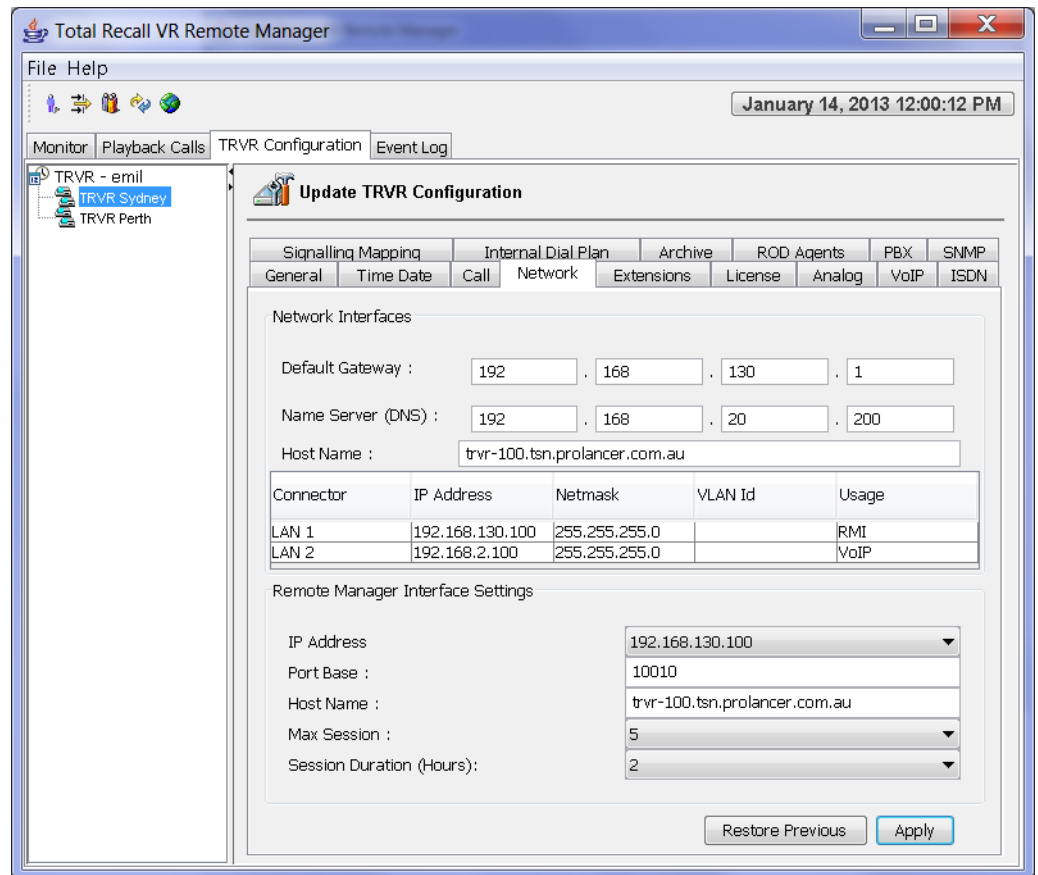 Total Recall VR Remote Manager
File Help
January 14, 2013 12:00:12 PM
Monitor Playback Calls TRVR Configuration Event Log
TRVR - emil
TRVR Sydney
TRVR Perth
Update TRVR Configuration
Signalling Mapping Internal Dial Plan Archive ROD Agents PBX SNMP
General Time Date Call Network Extensions License Analog VoIP ISDN
Network Interfaces
Default Gateway : 192 . 168 . 130 . 1
Name Server (DNS) : 192 . 168 . 20 . 200
Host Name : trvr-100.tsn.prolancer.com.au
Connector IP Address Netmask VLAN Id Usage
LAN 1 192.168.130.100 255.255.255.0 RMI
LAN 2 192.168.2.100 255.255.255.0 VoIP
Remote Manager Interface Settings
IP Address 192.168.130.100
Port Base : 10010
Host Name : trvr-100.tsn.prolancer.com.au
Max Session : 5
Session Duration (Hours): 2
Restore Previous Apply